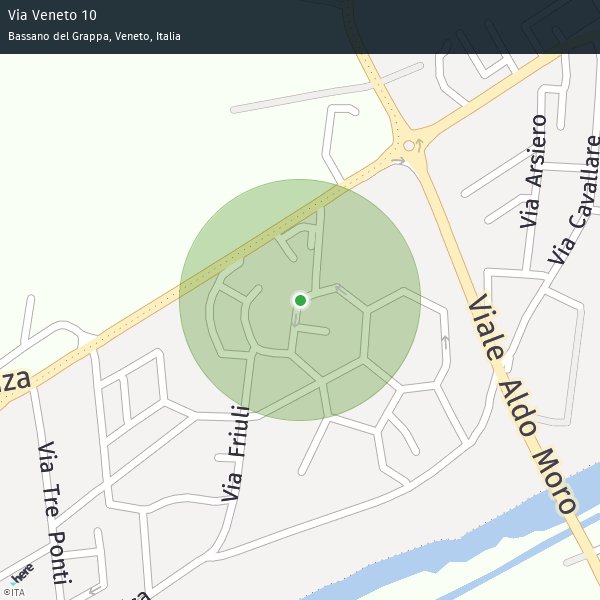 Via Veneto 10
Bassano del Grappa, Veneto, Italia
Via Arsiero
Via Cavallare
Viale Aldo Moro
Via Friuli
Via Tre Ponti
here
©ITA